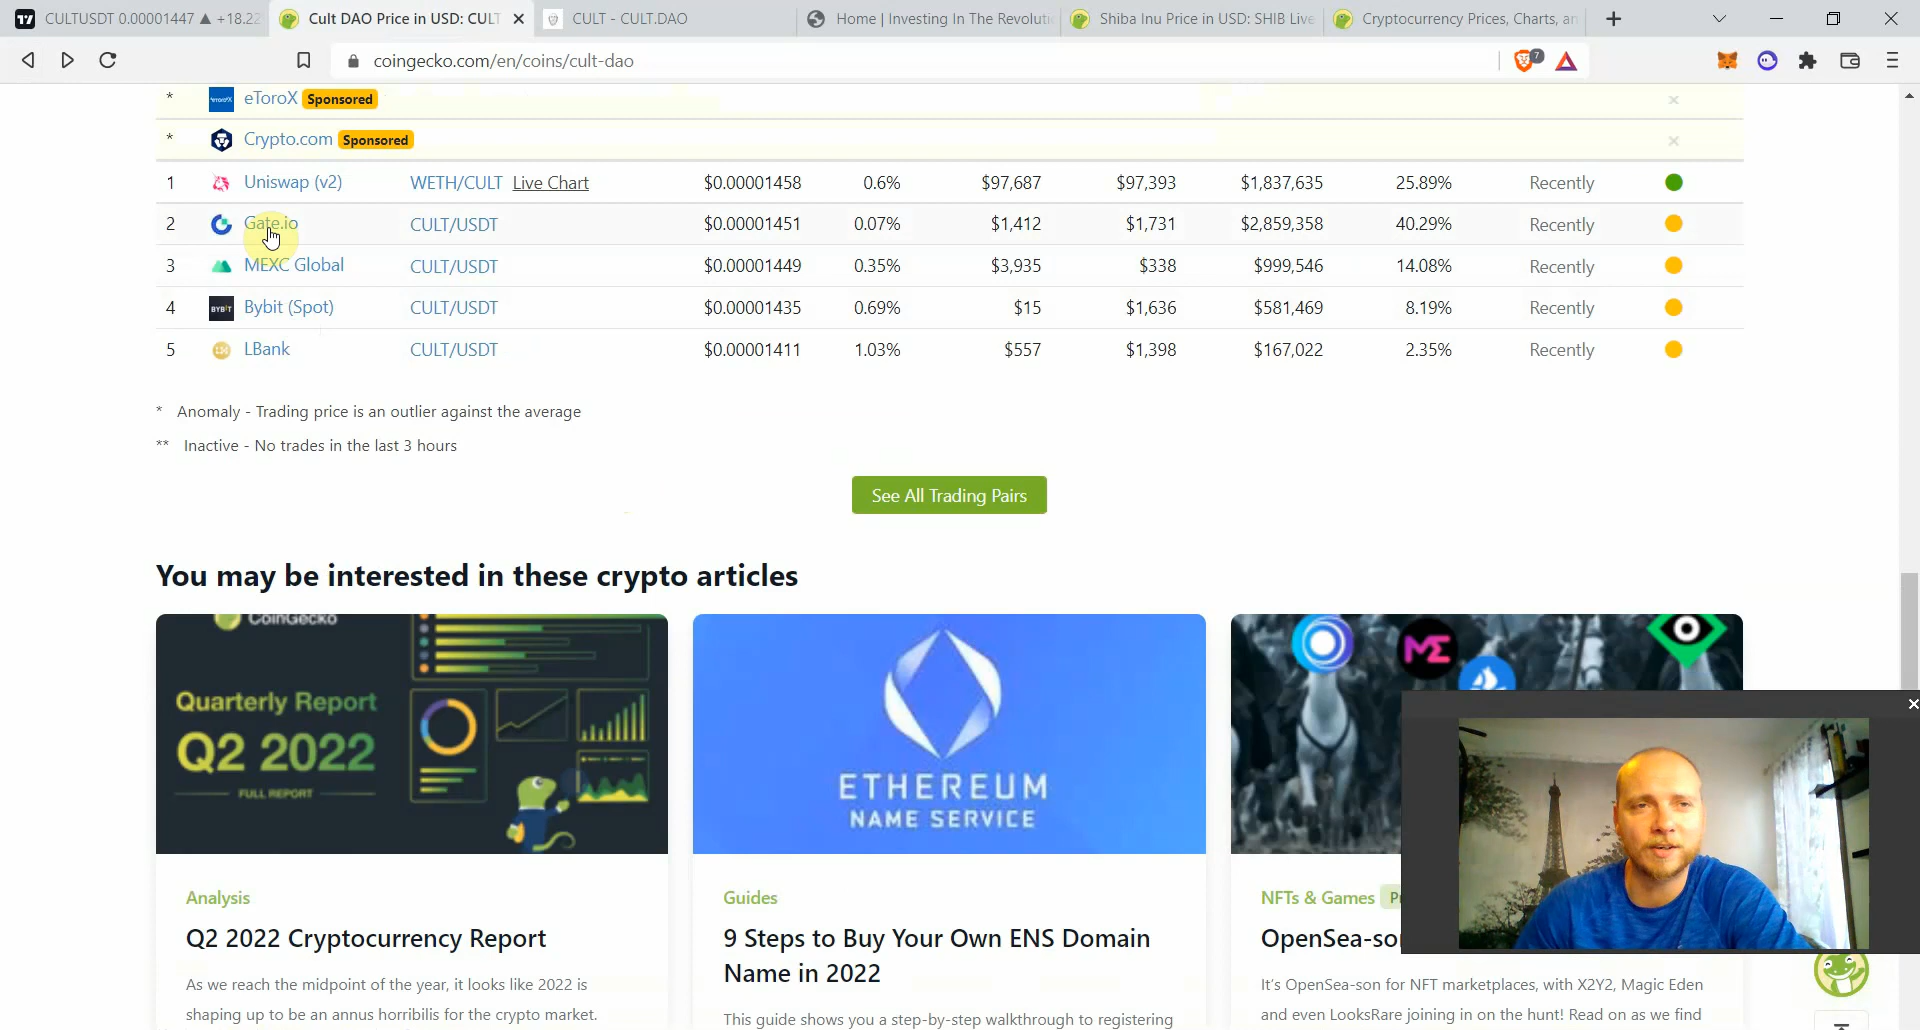 CULTUSDT 0.00001447 ▲ +18.22
Cult DAO Price in USD: CULT
CULT - CULT.DAO
Home | Investing In The Revoluti
Shiba Inu Price in USD: SHIB Live
Cryptocurrency Prices, Charts, an
coingecko.com/en/coins/cult-dao
7
* eToroX Sponsored
* Crypto.com Sponsored
1 Uniswap (v2) WETH/CULT Live Chart $0.00001458 0.6% $97,687 $97,393 $1,837,635 25.89% Recently
2 Gate.io CULT/USDT $0.00001451 0.07% $1,412 $1,731 $2,859,358 40.29% Recently
3 MEXC Global CULT/USDT $0.00001449 0.35% $3,935 $338 $999,546 14.08% Recently
4 BYBIT Bybit (Spot) CULT/USDT $0.00001435 0.69% $15 $1,636 $581,469 8.19% Recently
5 LBank CULT/USDT $0.00001411 1.03% $557 $1,398 $167,022 2.35% Recently
* Anomaly - Trading price is an outlier against the average
** Inactive - No trades in the last 3 hours
See All Trading Pairs
You may be interested in these crypto articles
CoinGecko
Quarterly Report
Q2 2022
FULL REPORT
ETHEREUM
NAME SERVICE
Analysis
Q2 2022 Cryptocurrency Report
As we reach the midpoint of the year, it looks like 2022 is
shaping up to be an annus horribilis for the crypto market.
Guides
9 Steps to Buy Your Own ENS Domain
Name in 2022
This guide shows you a step-by-step walkthrough to registering
NFTs & Games
OpenSea-so
It's OpenSea-son for NFT marketplaces, with X2Y2, Magic Eden
and even LooksRare joining in on the hunt! Read on as we find